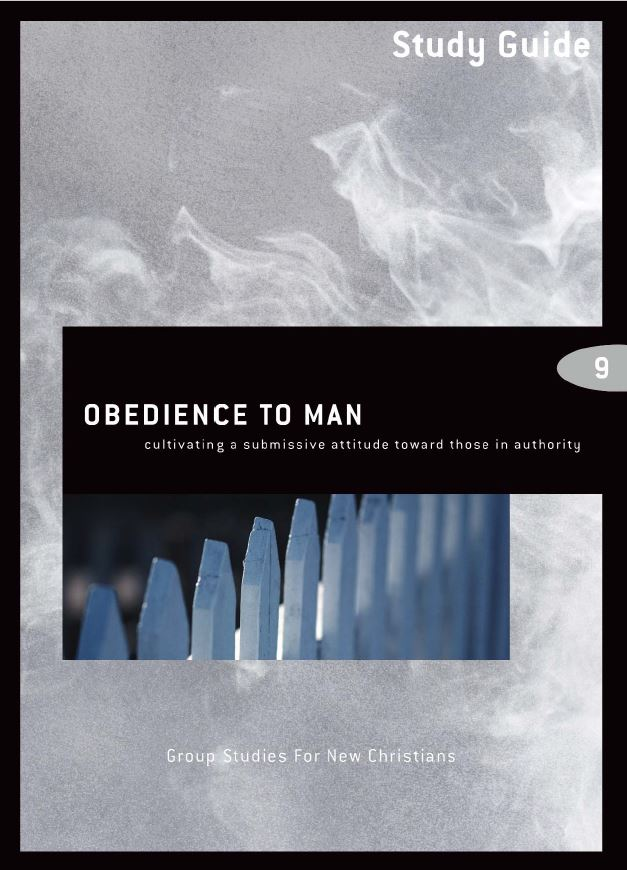 Study Guide
9
OBEDIENCE TO MAN
cultivating a submissive attitude toward those in authority
Group Studies For New Christians